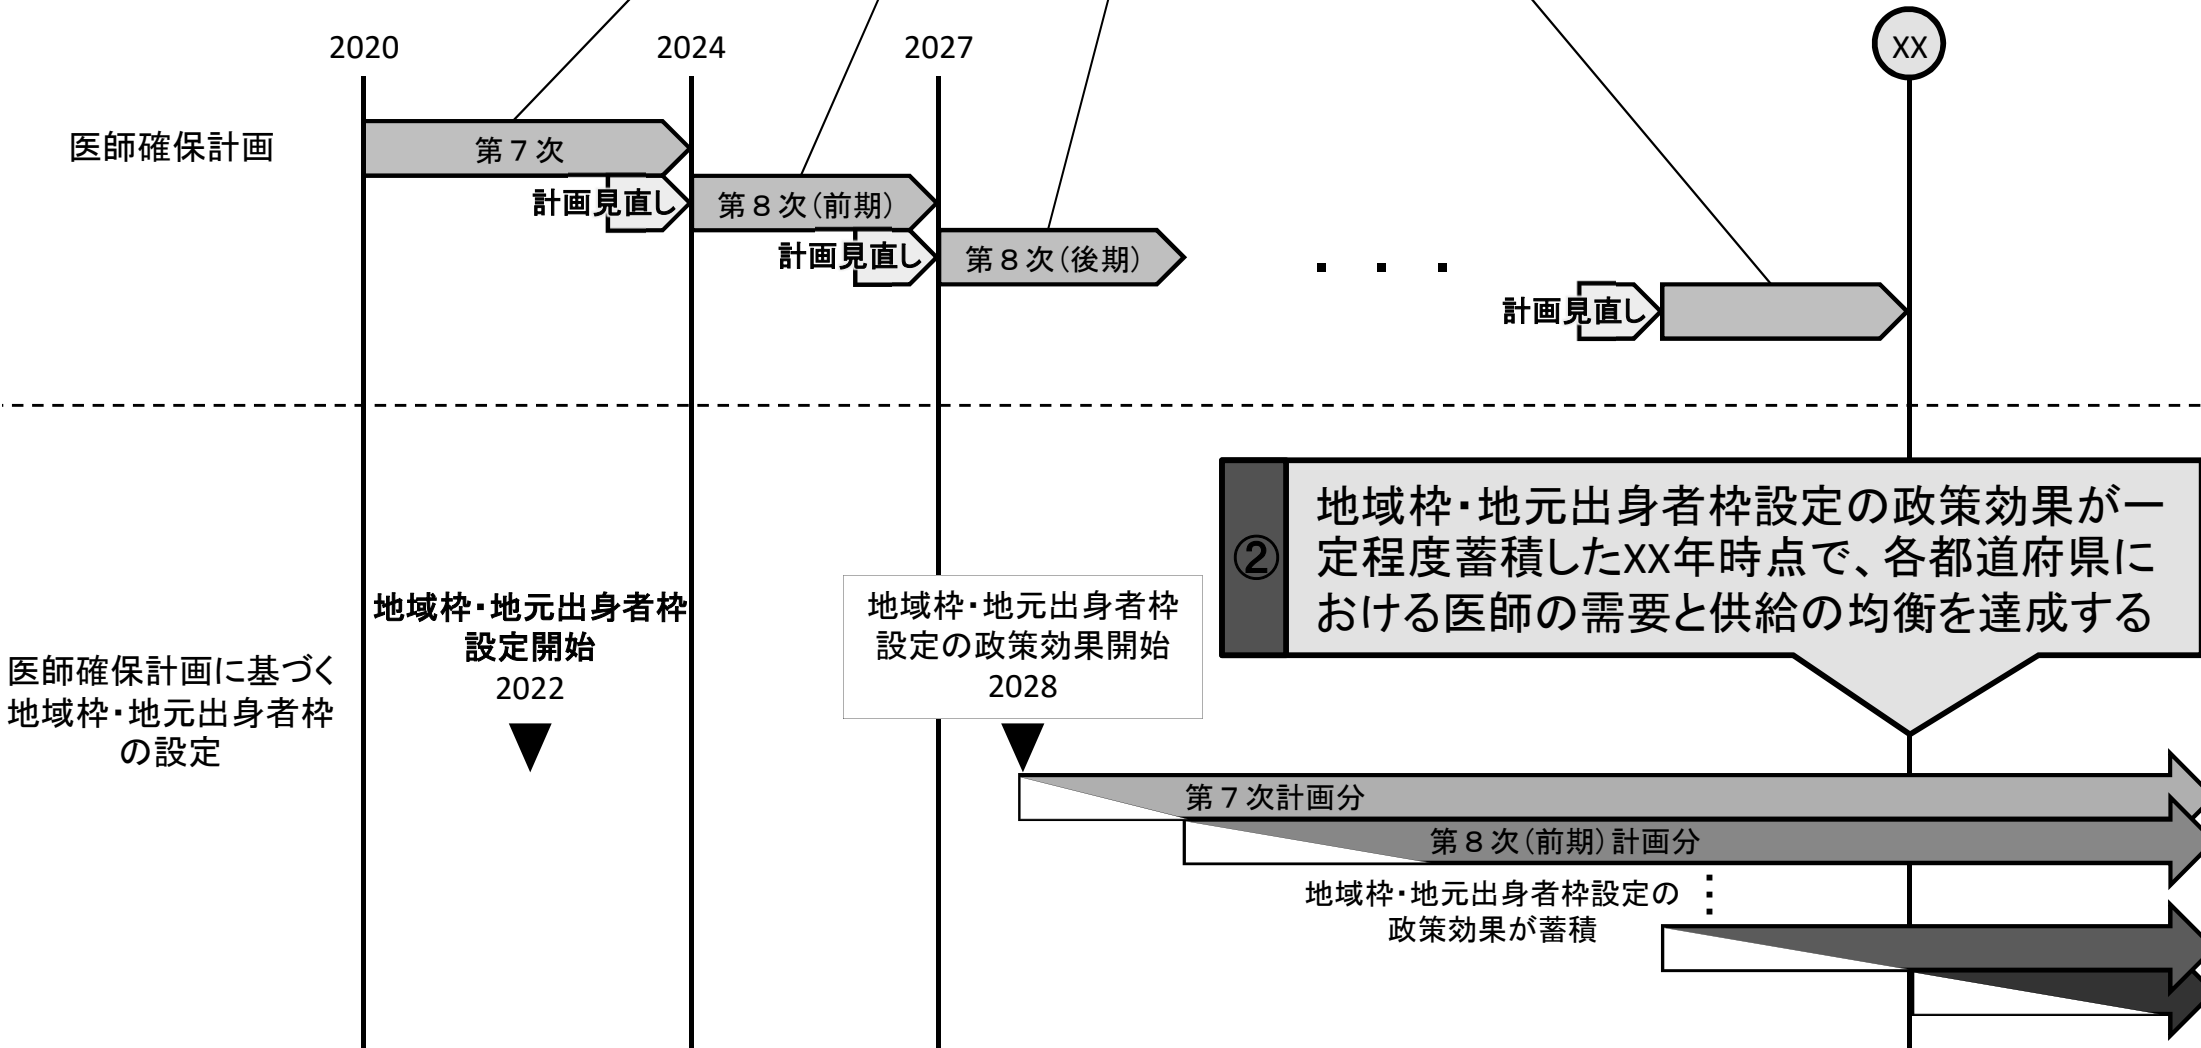 2020
2024
2027
XX
医師確保計画
第７次
計画見直し
第８次(前期)
計画見直し
第８次(後期)
・・・
計画見直し
②
地域枠・地元出身者枠設定の政策効果が一
定程度蓄積したXX年時点で、各都道府県に
おける医師の需要と供給の均衡を達成する
地域枠・地元出身者枠
設定開始
2022
地域枠・地元出身者枠
設定の政策効果開始
2028
医師確保計画に基づく
地域枠・地元出身者枠
の設定
第７次計画分
第８次(前期)計画分
地域枠・地元出身者枠設定の
政策効果が蓄積